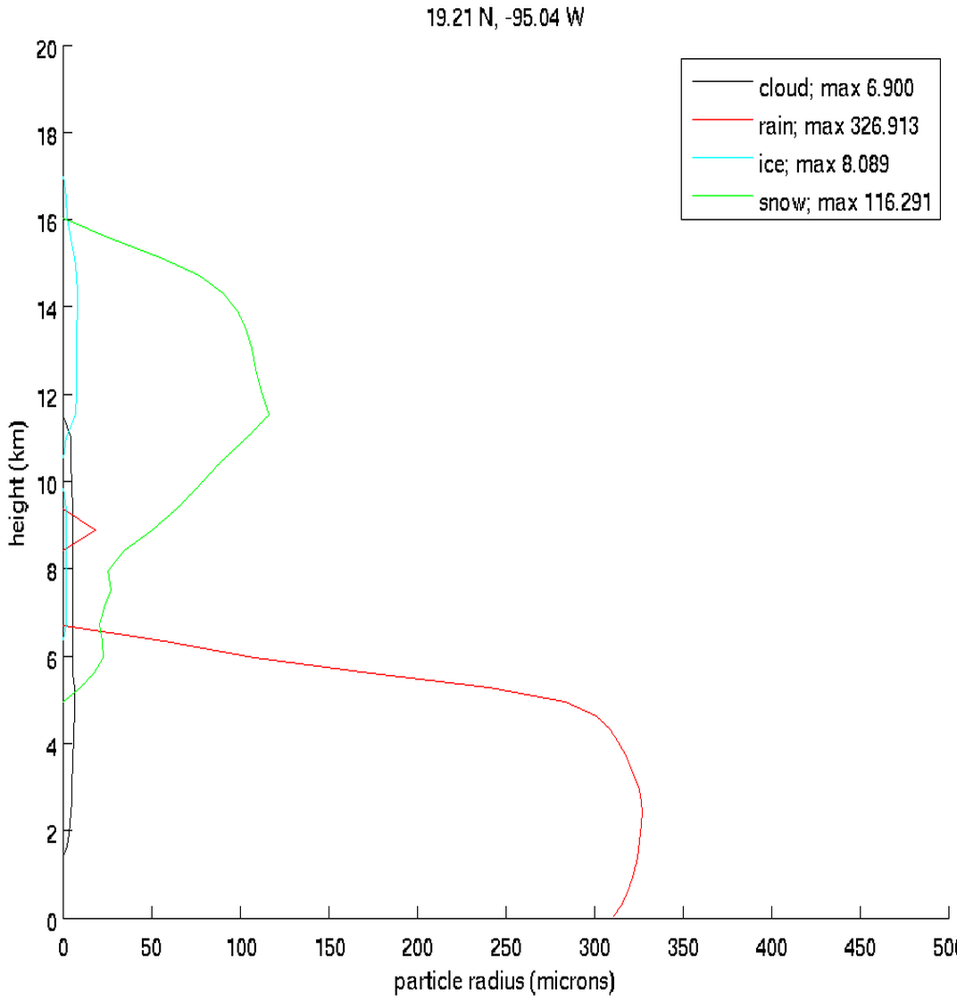 19.21 N, -95.04 W
cloud; max 6.900
rain; max 326.913
ice; max 8.089
snow; max 116.291
height (km)
20
18
16
14
12
10
8
6
4
2
0
0 50 100 150 200 250 300 350 400 450 500
particle radius (microns)